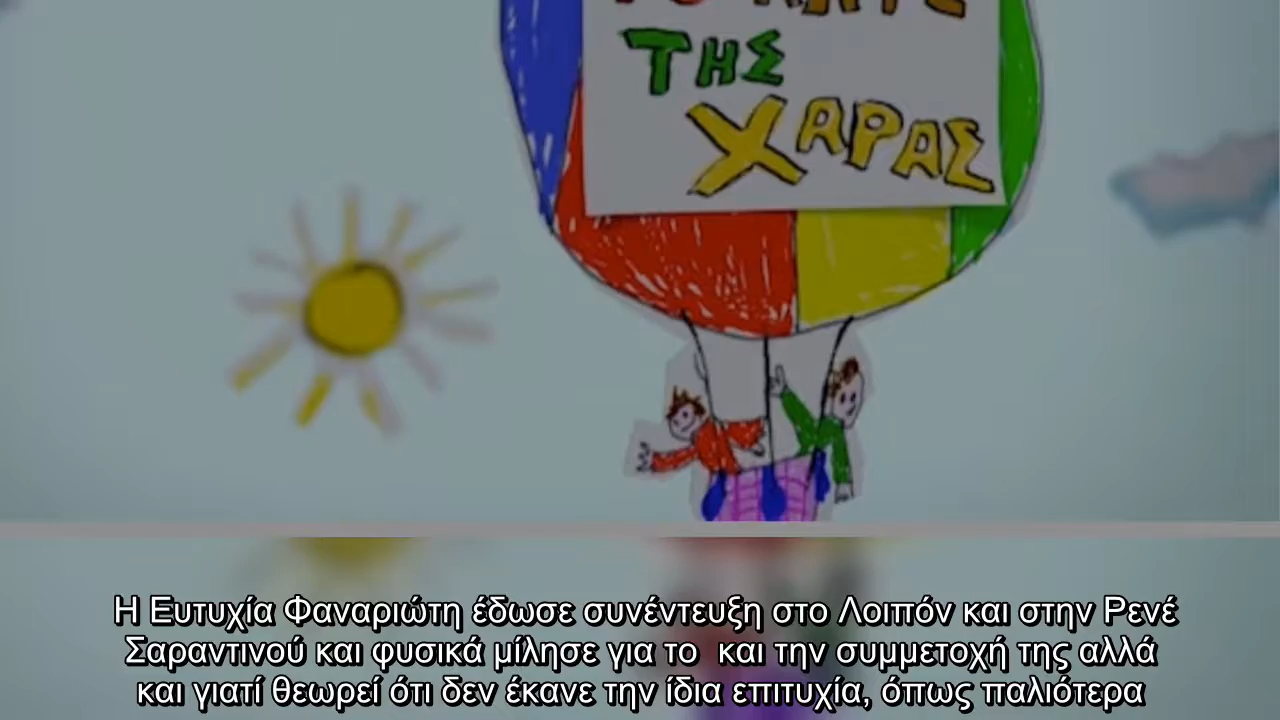 ΤΗΣ
ΧΑΡΑΣ
Η Ευτυχία Φαναριώτη έδωσε συνέντευξη στο Λοιπόν και στην Ρενέ
Σαραντινού και φυσικά μίλησε για το  και την συμμετοχή της αλλά
και γιατί θεωρεί ότι δεν έκανε την ίδια επιτυχία, όπως παλιότερα